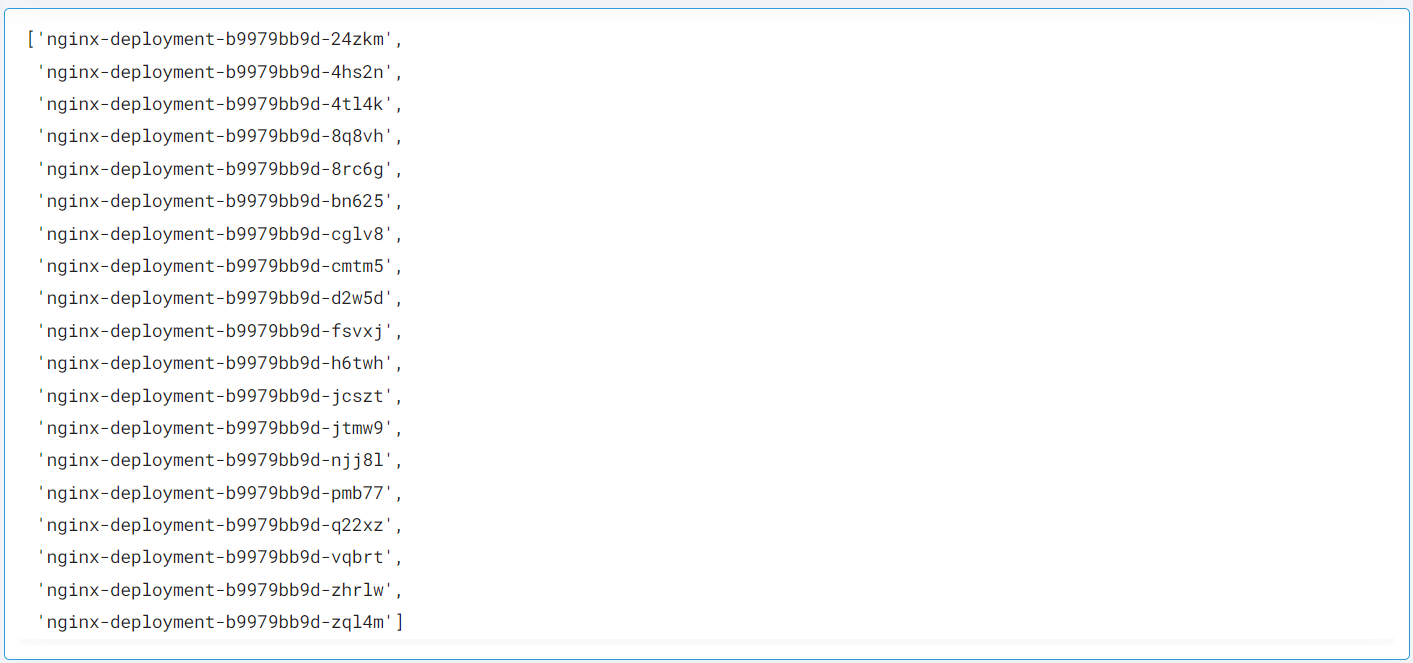 ['nginx-deployment-b9979bb9d-24zkm',
'nginx-deployment-b9979bb9d-4hs2n',
'nginx-deployment-b9979bb9d-4tl4k',
'nginx-deployment-b9979bb9d-8q8vh',
'nginx-deployment-b9979bb9d-8rc6g',
'nginx-deployment-b9979bb9d-bn625',
'nginx-deployment-b9979bb9d-cglv8',
'nginx-deployment-b9979bb9d-cmtm5',
'nginx-deployment-b9979bb9d-d2w5d',
'nginx-deployment-b9979bb9d-fsvxj',
'nginx-deployment-b9979bb9d-h6twh',
'nginx-deployment-b9979bb9d-jcszt',
'nginx-deployment-b9979bb9d-jtmw9',
'nginx-deployment-b9979bb9d-njj8l',
'nginx-deployment-b9979bb9d-pmb77',
'nginx-deployment-b9979bb9d-q22xz',
'nginx-deployment-b9979bb9d-vqbrt',
'nginx-deployment-b9979bb9d-zhrlw',
'nginx-deployment-b9979bb9d-zql4m']